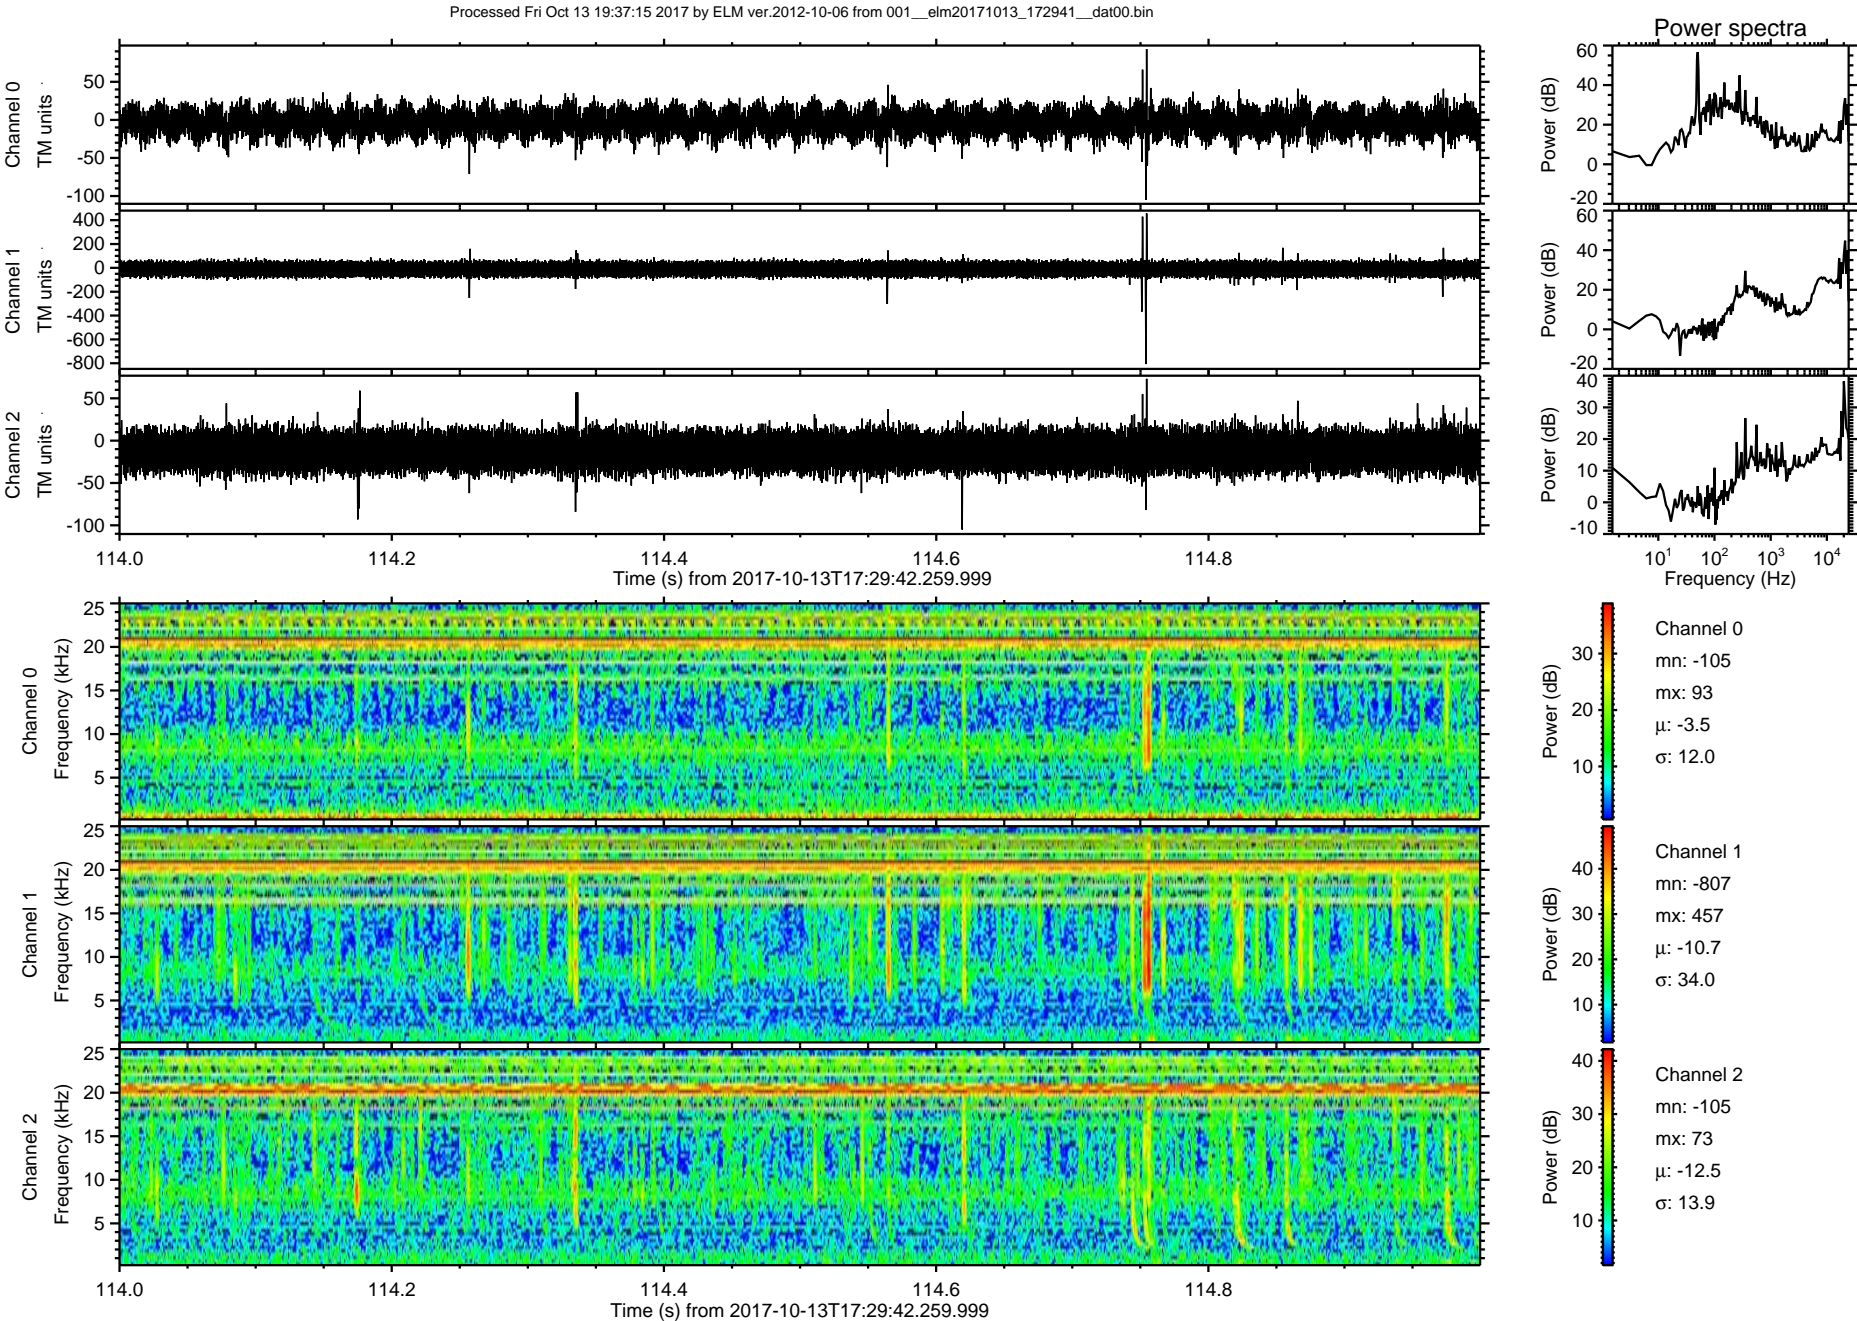 Processed Fri Oct 13 19:37:15 2017 by ELM ver.2012-10-06 from 001__elm20171013_172941__dat00.bin
Power spectra
Channel 0
TM units
50
0
-50
-100
Power (dB)
60
40
20
0
-20
Channel 1
TM units
400
200
0
-200
-400
-600
-800
Power (dB)
60
40
20
0
-20
Channel 2
TM units
50
0
-50
-100
Power (dB)
40
30
20
10
0
-10
114.0 114.2 114.4 114.6 114.8
Time (s) from 2017-10-13T17:29:42.259.999
10¹ 10² 10³ 10⁴
Frequency (Hz)
Channel 0
Frequency (kHz)
25
20
15
10
5
Power (dB)
30
20
10
Channel 0
mn: -105
mx: 93
μ: -3.5
σ: 12.0
Channel 1
Frequency (kHz)
25
20
15
10
5
Power (dB)
40
30
20
10
Channel 1
mn: -807
mx: 457
μ: -10.7
σ: 34.0
Channel 2
Frequency (kHz)
25
20
15
10
5
Power (dB)
40
30
20
10
Channel 2
mn: -105
mx: 73
μ: -12.5
σ: 13.9
114.0 114.2 114.4 114.6 114.8
Time (s) from 2017-10-13T17:29:42.259.999